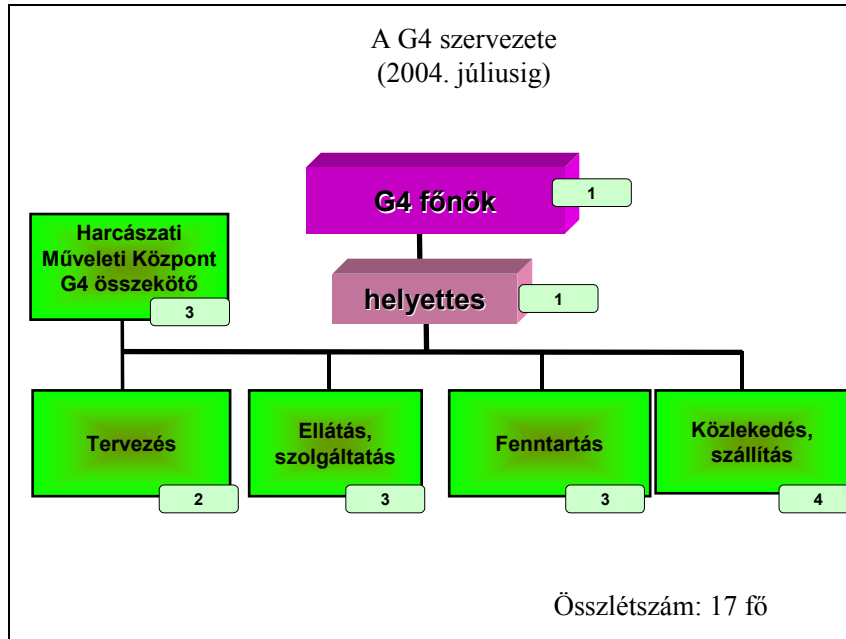 A G4 szervezete
(2004. júliusig)
G4 főnök
1
Harcászati
Műveleti Központ
G4 összekötő
3
helyettes
1
Tervezés
2
Ellátás,
szolgáltatás
3
Fenntartás
3
Közlekedés,
szállítás
4
Összlétszám: 17 fő